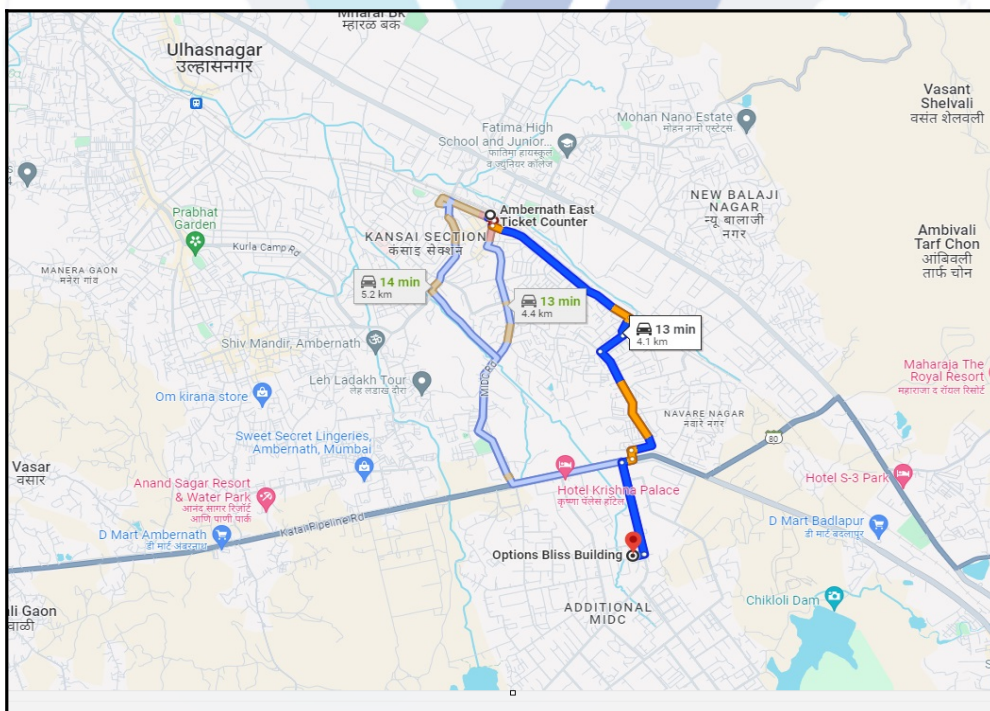 Mharal Bk
म्हारळ बक
Ulhasnagar
उल्हासनगर
Vasant
Shelvali
वसंत शेलवली
Mohan Nano Estate
मोहन नानो एस्टेट्स
Fatima High
School and Junior...
फातिमा हायस्कूल
व ज्युनियर कॉलेज
NEW BALAJI
NAGAR
न्यू बालाजी
नगर
Prabhat
Garden
Ambernath East
Ticket Counter
KANSAI SECTION
कंसाइ सेक्शन
Kurla Camp Rd
Ambivali
Tarf Chon
आंबिवली
तार्फ चोन
MANERA GAON
मनेरा गाव
14 min
5.2 km
13 min
4.4 km
13 min
4.1 km
Shiv Mandir, Ambernath
Leh Ladakh Tour
लेह लडाख दौरा
MIDC Rd
Maharaja The
Royal Resort
महाराजा द रॉयल रिसॉर्ट
Om kirana store
NAVARE NAGAR
नवारे नगर
80
Sweet Secret Lingeries,
Ambernath, Mumbai
Vasar
वसार
Anand Sagar Resort
& Water Park
आनंद सागर रिजॉर्ट
आणि पाणी पार्क
Hotel Krishna Palace
कृष्णा पॅलेस हॉटेल
Hotel S-3 Park
Katai Pipeline Rd
D Mart Ambernath
डी मार्ट अंबरनाथ
D Mart Badlapur
डी मार्ट बदलापूर
Options Bliss Building
ADDITIONAL
MIDC
Chikloli Dam
li Gaon
वाळी